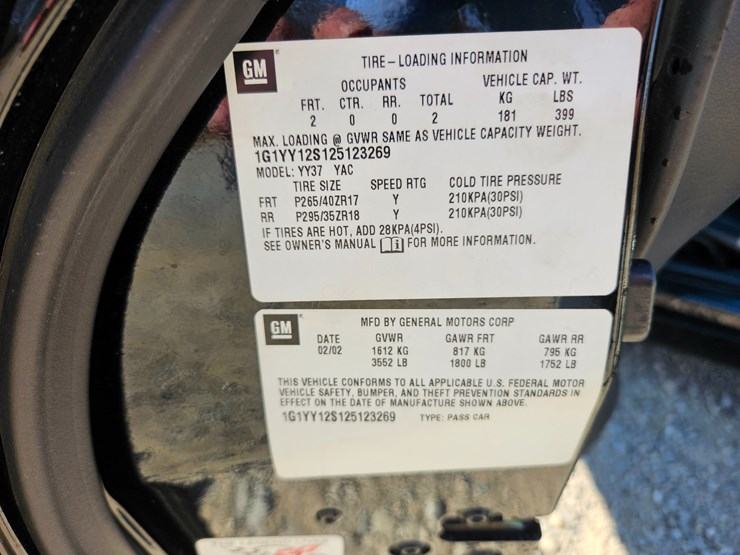 GM
TIRE-LOADING INFORMATION
OCCUPANTS VEHICLE CAP. WT.
FRT. CTR. RR. TOTAL KG LBS
2 0 0 2 181 399
MAX. LOADING @ GVWR SAME AS VEHICLE CAPACITY WEIGHT.
1G1YY12S125123269
MODEL: YY37 YAC
TIRE SIZE SPEED RTG COLD TIRE PRESSURE
FRT P265/40ZR17 Y 210KPA(30PSI)
RR P295/35ZR18 Y 210KPA(30PSI)
IF TIRES ARE HOT, ADD 28KPA(4PSI).
SEE OWNER'S MANUAL i FOR MORE INFORMATION.
GM
MFD BY GENERAL MOTORS CORP
DATE GVWR GAWR FRT GAWR RR
02/02 1612 KG 817 KG 795 KG
3552 LB 1800 LB 1752 LB
THIS VEHICLE CONFORMS TO ALL APPLICABLE U.S. FEDERAL MOTOR
VEHICLE SAFETY, BUMPER, AND THEFT PREVENTION STANDARDS IN
EFFECT ON THE DATE OF MANUFACTURE SHOWN ABOVE.
1G1YY12S125123269 TYPE: PASS CAR